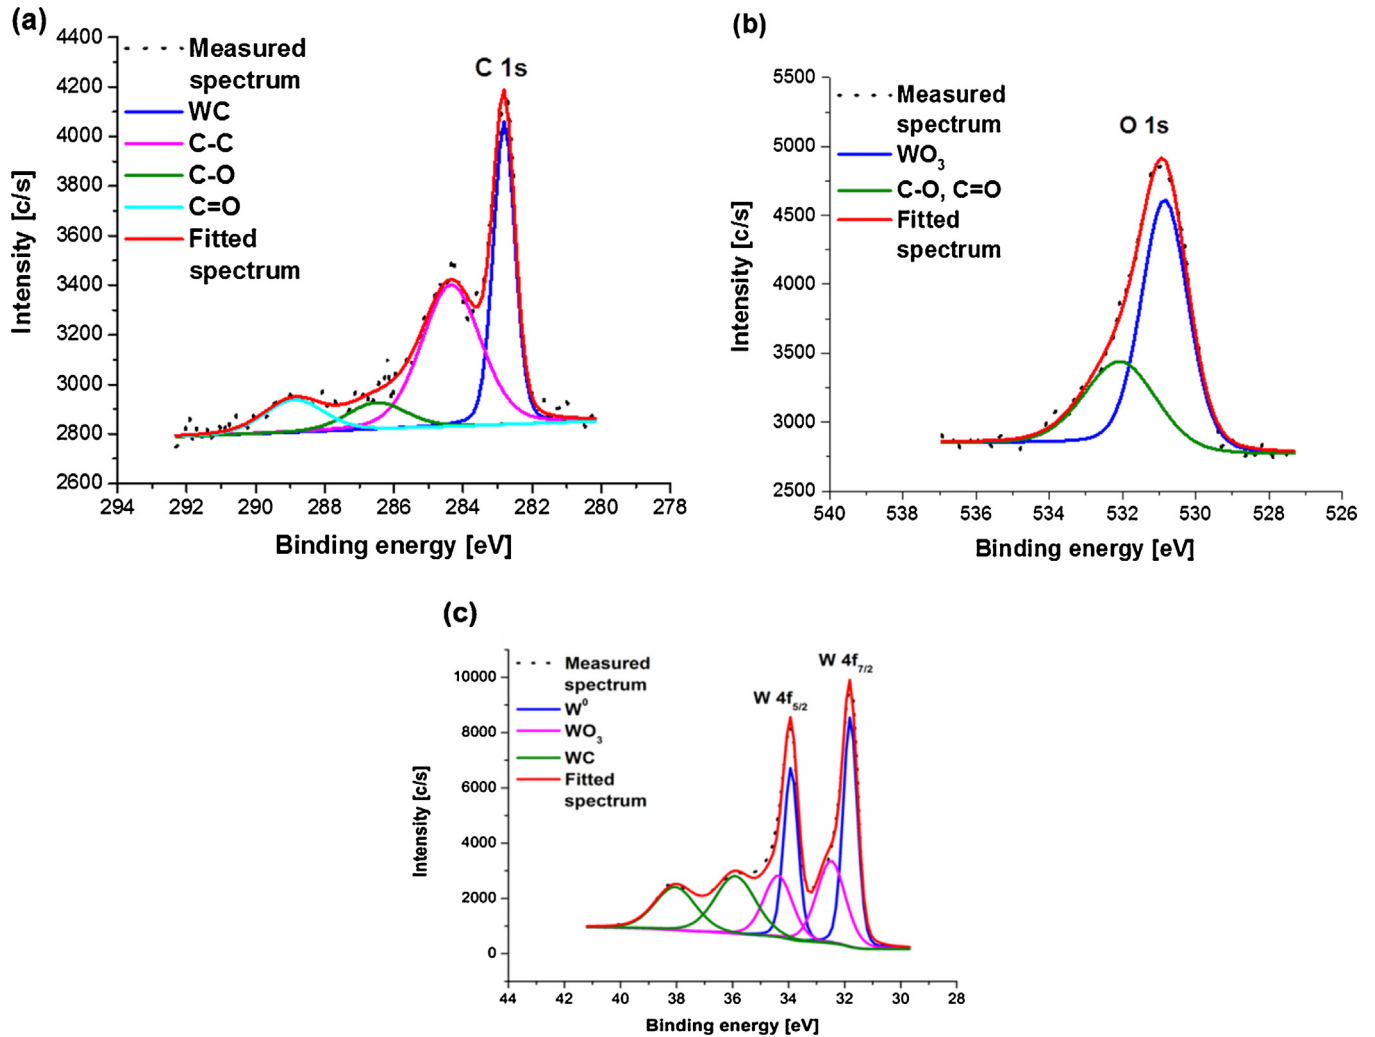 (a)
4400
4200
4000
3800
3600
3400
3200
3000
2800
2600
Intensity [c/s]
Measured
spectrum
WC
C-C
C-O
C=O
Fitted
spectrum
C 1s
294 292 290 288 286 284 282 280 278
Binding energy [eV]
(b)
5500
5000
4500
4000
3500
3000
2500
Intensity [c/s]
Measured
spectrum
WO₃
C-O, C=O
Fitted
spectrum
O 1s
540 538 536 534 532 530 528 526
Binding energy [eV]
(c)
10000
8000
6000
4000
2000
0
Intensity [c/s]
Measured
spectrum
W⁰
WO₃
WC
Fitted
spectrum
W 4f5/2
W 4f7/2
44 42 40 38 36 34 32 30 28
Binding energy [eV]